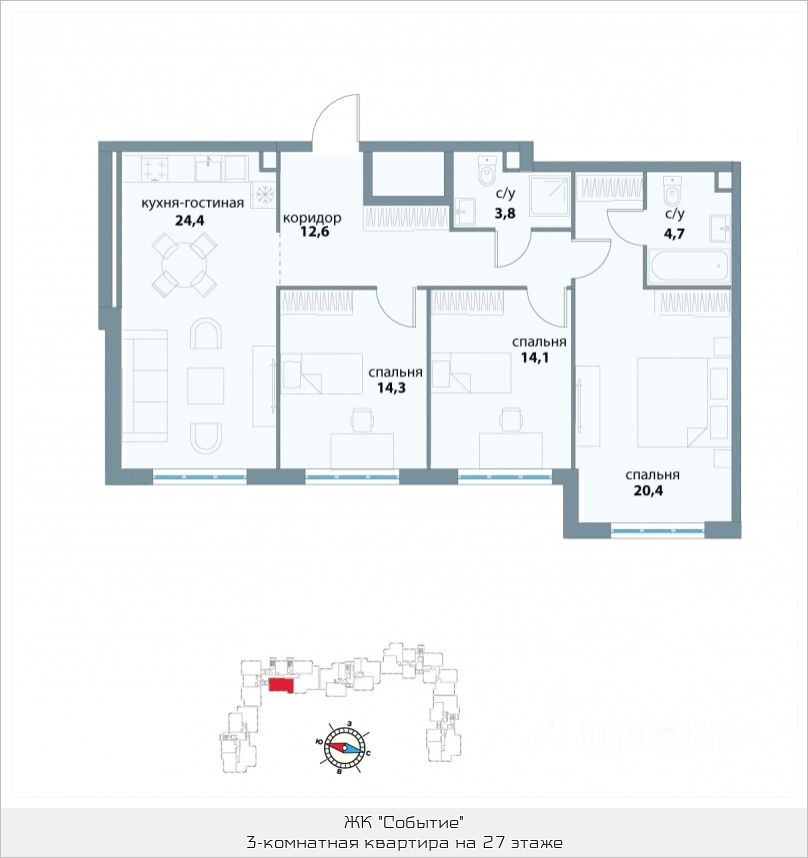 кухня-гостиная
24,4
коридор
12,6
с/у
3,8
с/у
4,7
спальня
14,3
спальня
14,1
спальня
20,4
З
Ю
С
В
циан
ЖК "Событие"
3-комнатная квартира на 27 этаже